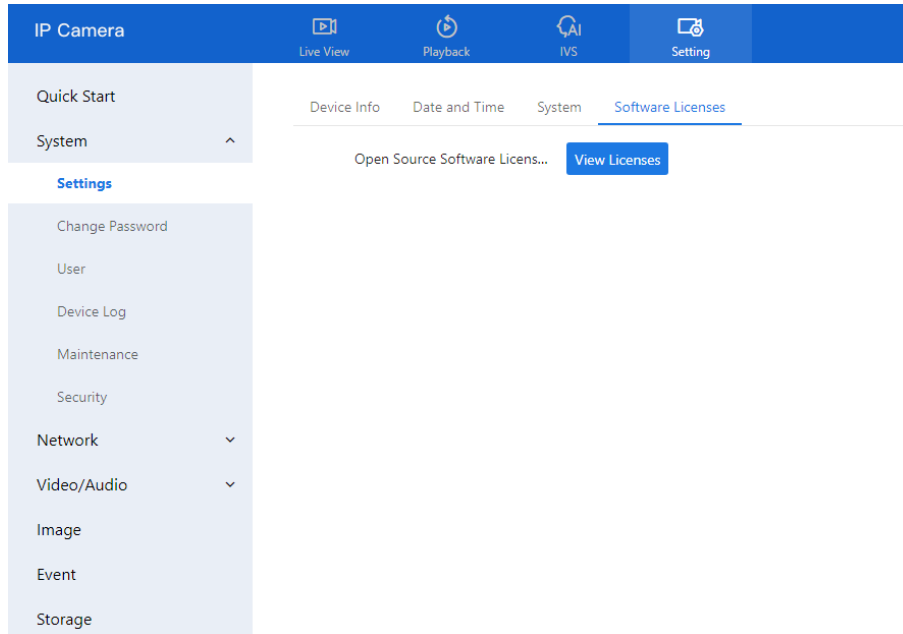 IP Camera
Live View
Playback
AI
IVS
Setting
Quick Start
System
Settings
Change Password
User
Device Log
Maintenance
Security
Network
Video/Audio
Image
Event
Storage
Device Info Date and Time System Software Licenses
Open Source Software Licens... View Licenses